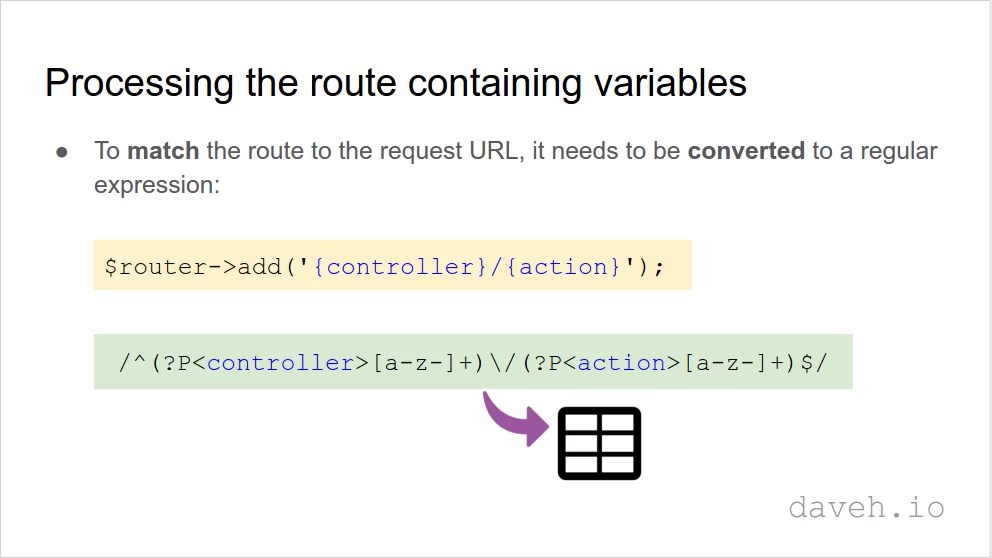 Processing the route containing variables
● To match the route to the request URL, it needs to be converted to a regular
expression:
$router->add('{controller}/{action}');
/^(?P<controller>[a-z-]+)\/(?P<action>[a-z-]+)$/
daveh.io